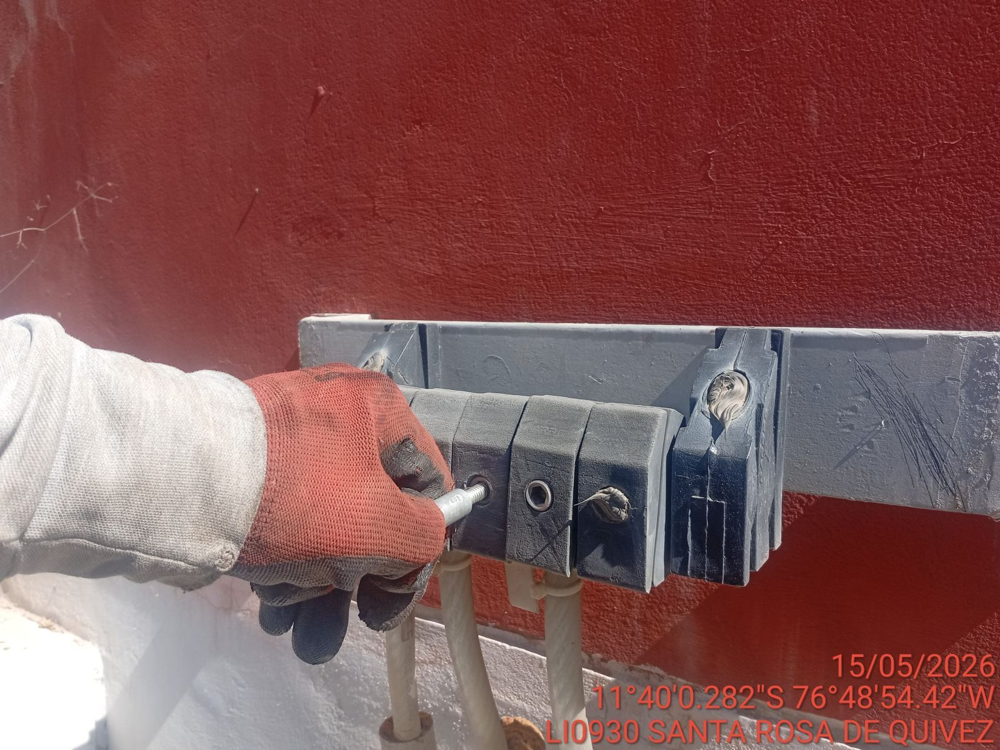 15/05/2026
11°40'0.282"S 76°48'54.42"W
LI0930 SANTA ROSA DE QUIVEZ